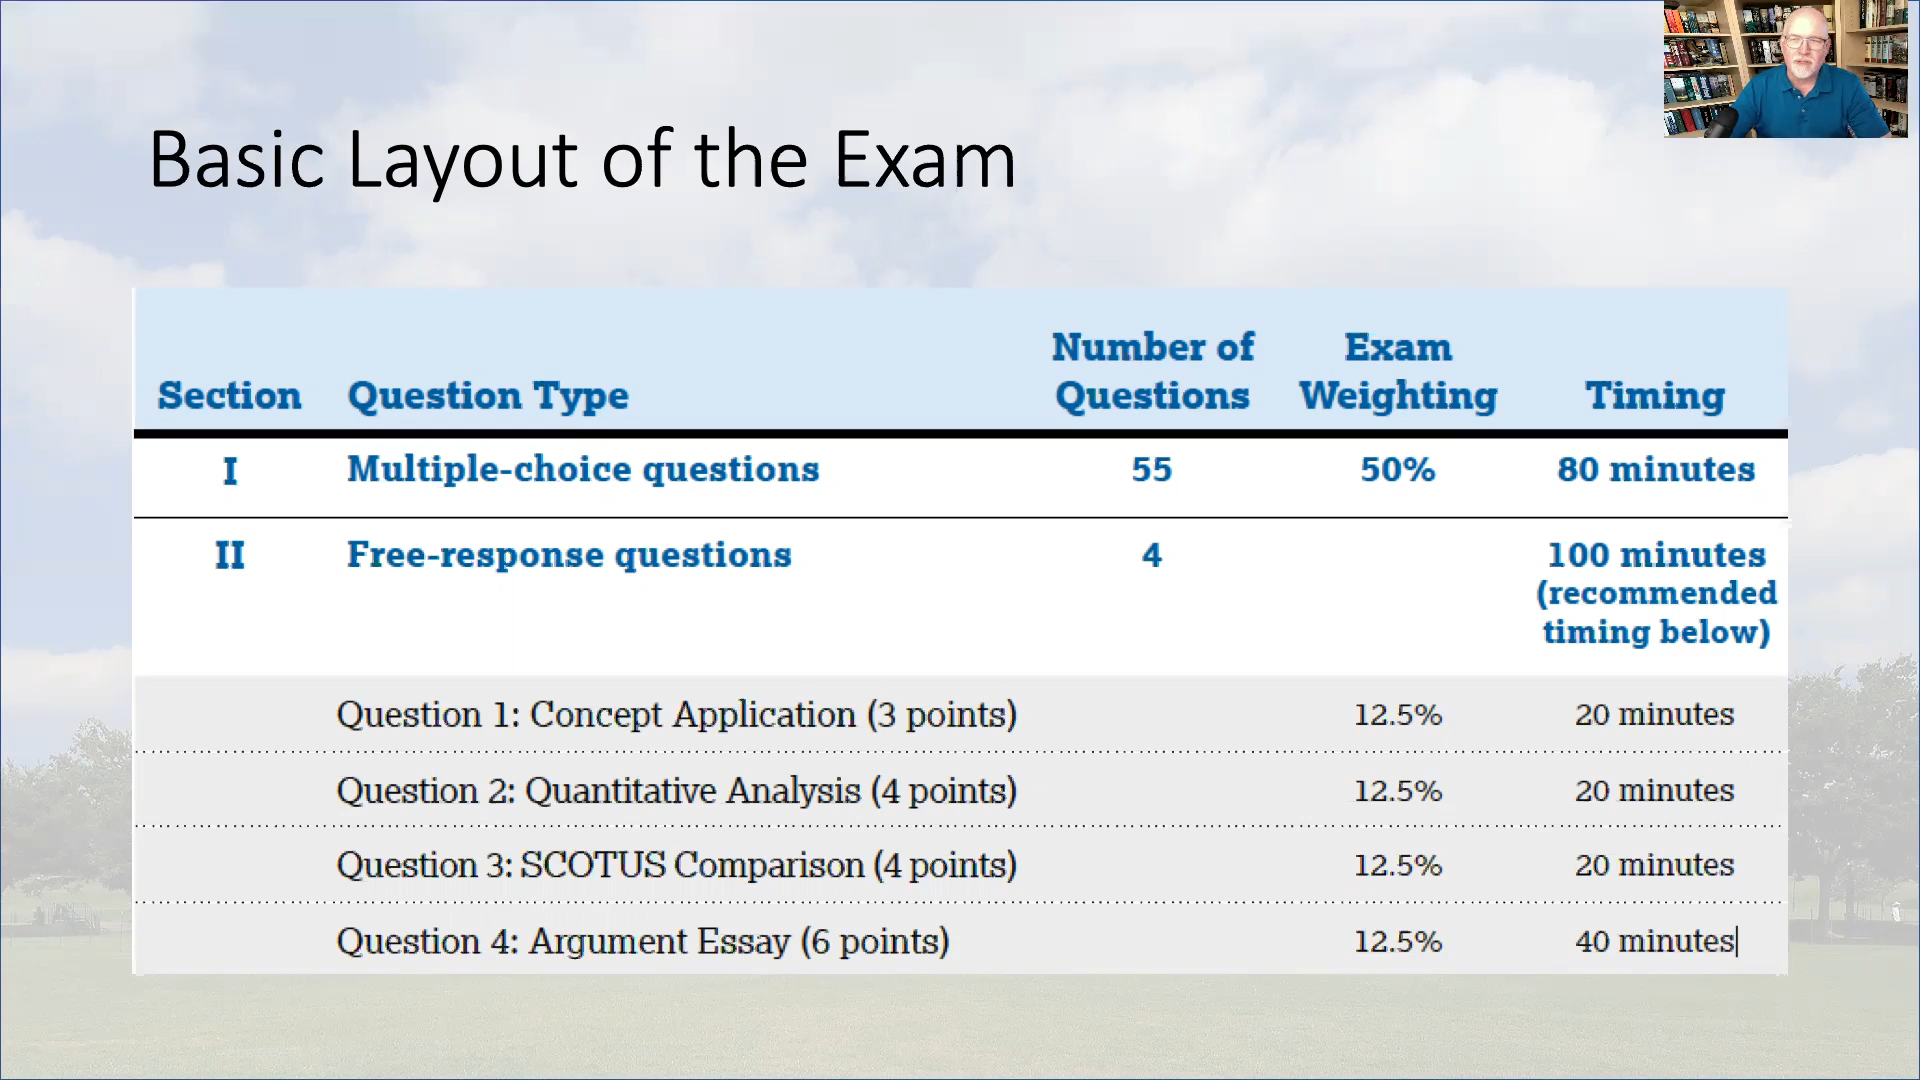 Basic Layout of the Exam
Section Question Type Number of Questions Exam Weighting Timing
I Multiple-choice questions 55 50% 80 minutes
II Free-response questions 4 100 minutes
(recommended
timing below)
Question 1: Concept Application (3 points) 12.5% 20 minutes
Question 2: Quantitative Analysis (4 points) 12.5% 20 minutes
Question 3: SCOTUS Comparison (4 points) 12.5% 20 minutes
Question 4: Argument Essay (6 points) 12.5% 40 minutes